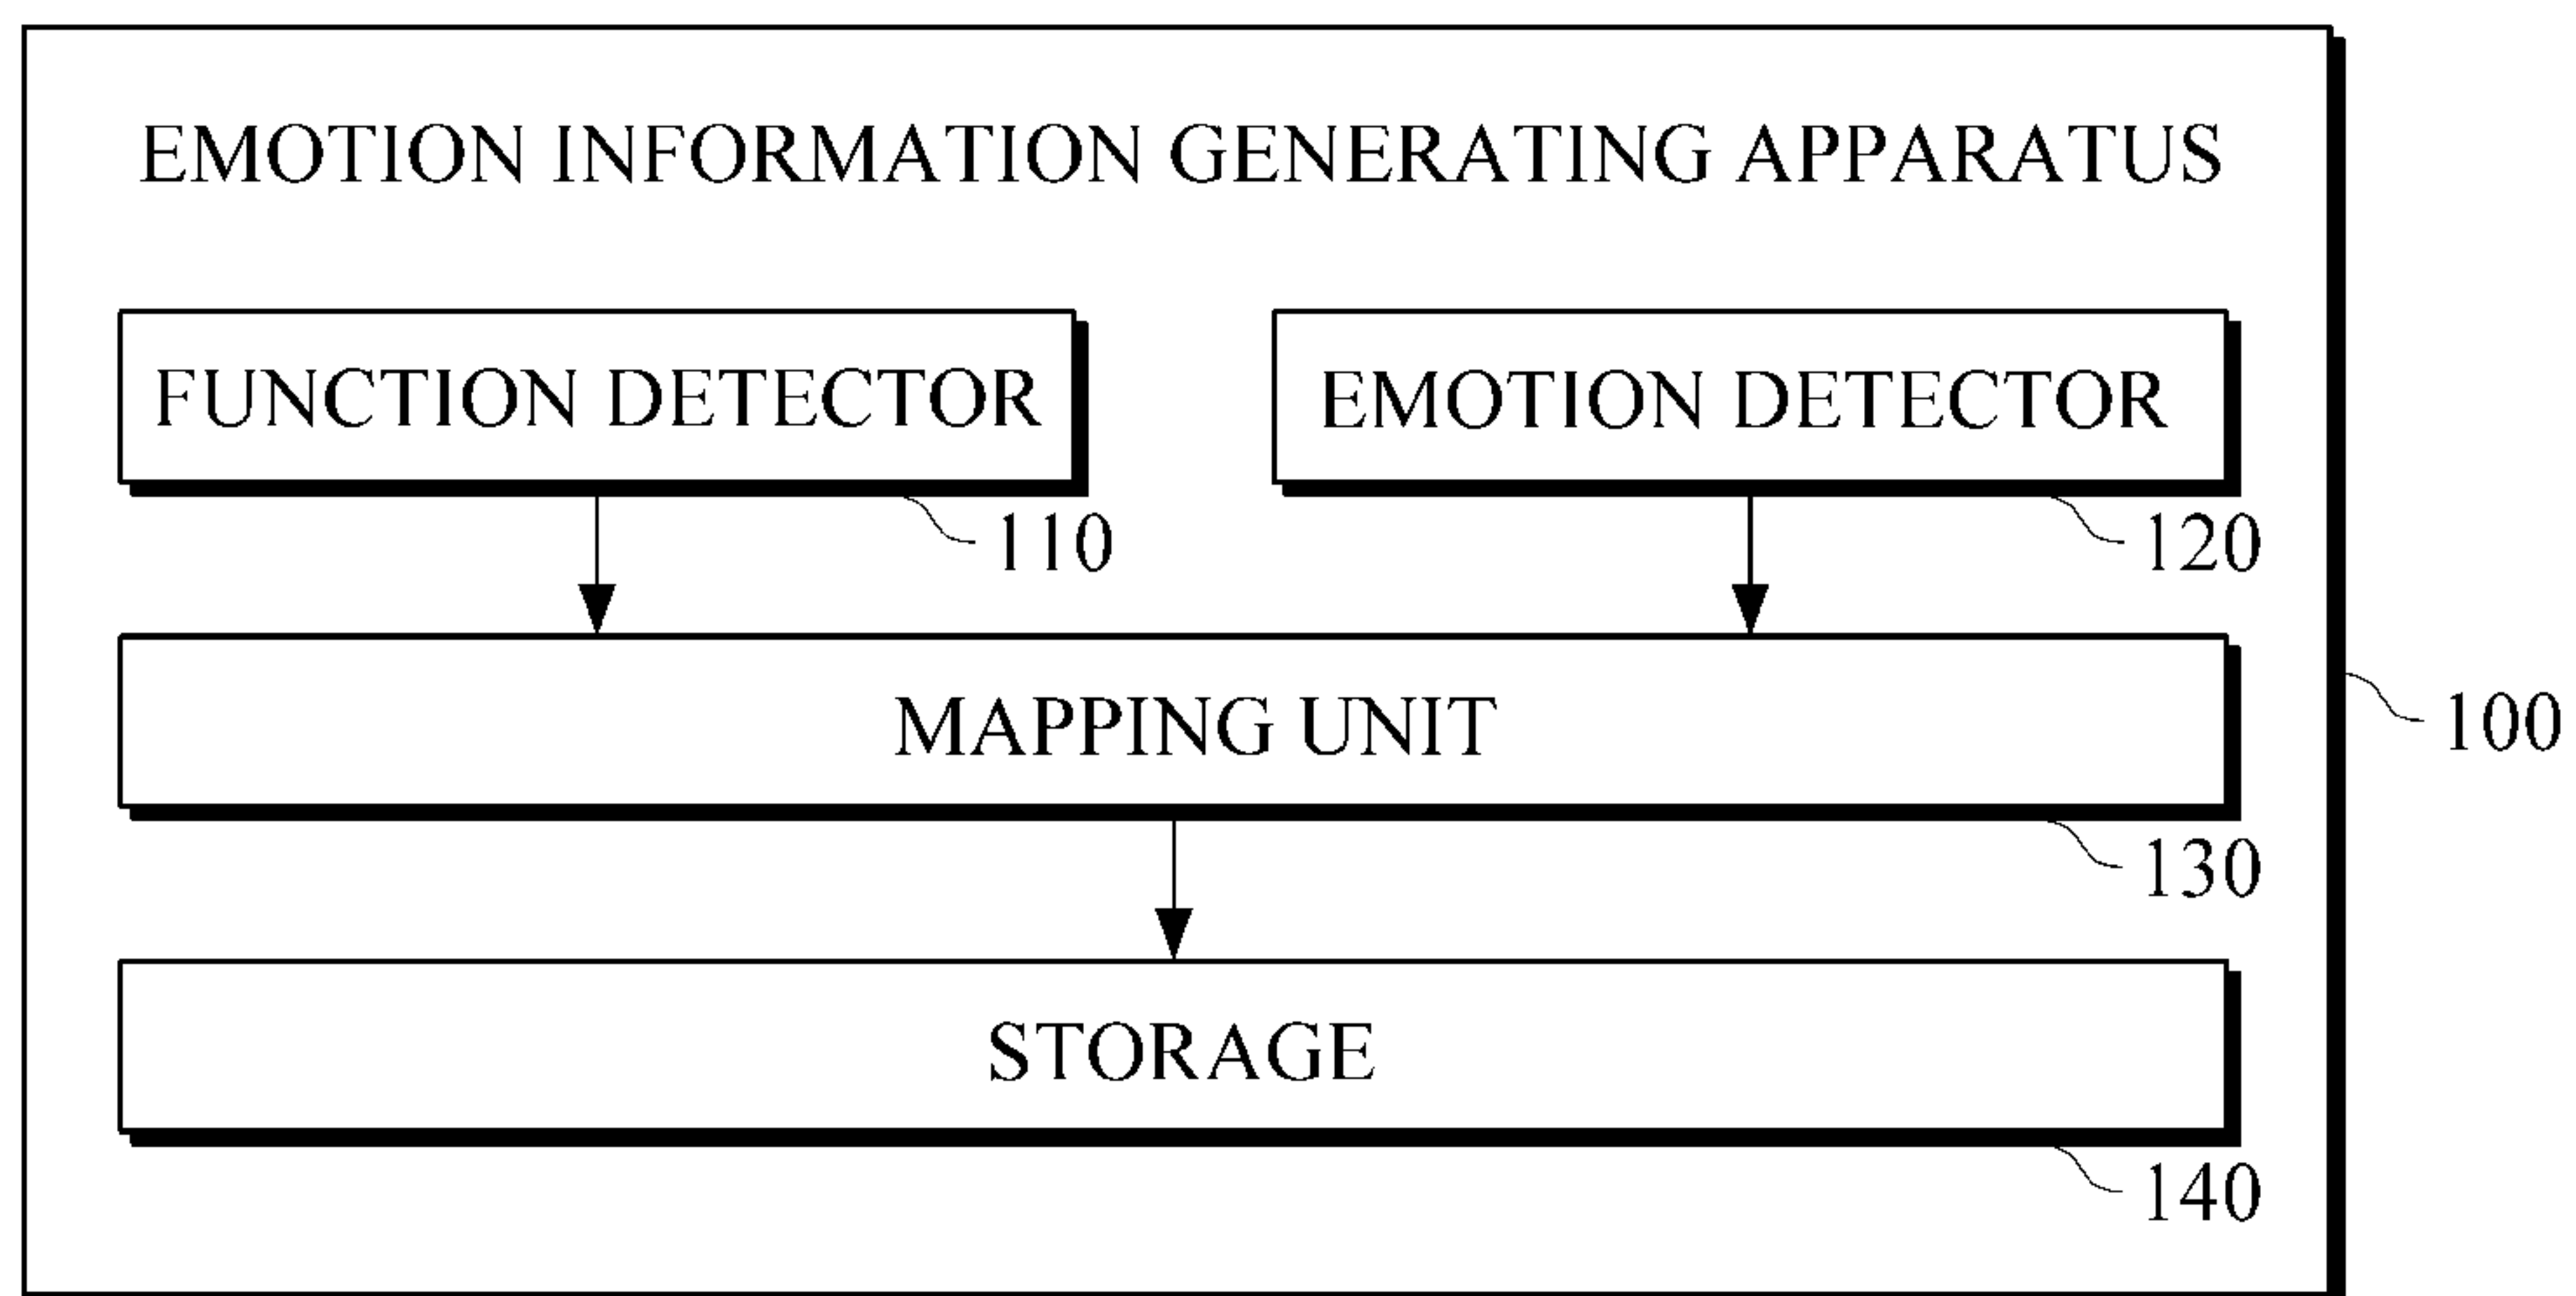 EMOTION INFORMATION GENERATING APPARATUS
FUNCTION DETECTOR
EMOTION DETECTOR
110
120
MAPPING UNIT
100
130
STORAGE
140